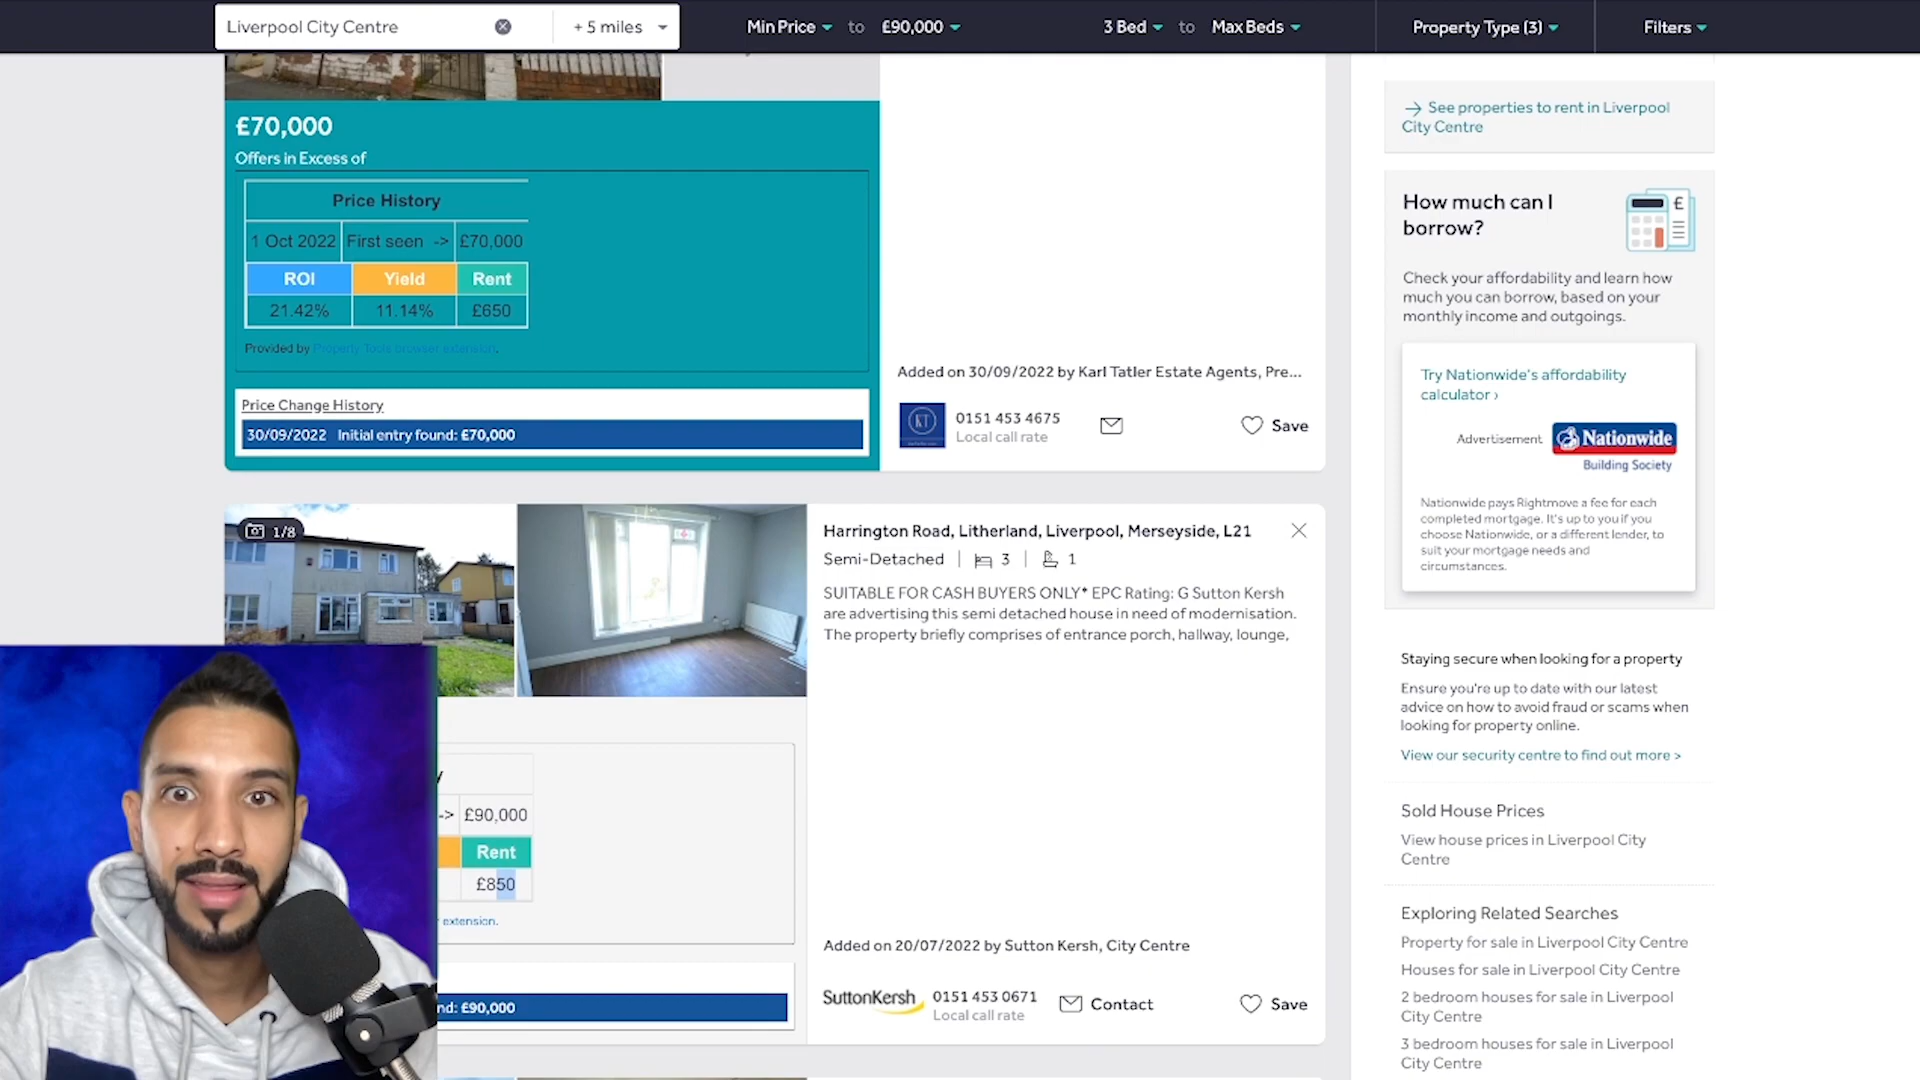 Liverpool City Centre
+ 5 miles
Min Price
to
£90,000
3 Bed
to
Max Beds
Property Type (3)
Filters
£70,000
Offers in Excess of
Price History
1 Oct 2022
First seen ->
£70,000
ROI
Yield
Rent
21.42%
11.14%
£650
Provided by Property Tools browser extension.
Price Change History
30/09/2022 Initial entry found: £70,000
Added on 30/09/2022 by Karl Tatler Estate Agents, Pre...
KT
0151 453 4675
Local call rate
Save
1/8
Harrington Road, Litherland, Liverpool, Merseyside, L21
Semi-Detached
3
1
SUITABLE FOR CASH BUYERS ONLY* EPC Rating: G Sutton Kersh
are advertising this semi detached house in need of modernisation.
The property briefly comprises of entrance porch, hallway, lounge,
y
-> £90,000
Rent
£850
extension.
nd: £90,000
Added on 20/07/2022 by Sutton Kersh, City Centre
SuttonKersh
0151 453 0671
Local call rate
Contact
Save
See properties to rent in Liverpool
City Centre
How much can I
borrow?
£
Check your affordability and learn how
much you can borrow, based on your
monthly income and outgoings.
Try Nationwide's affordability
calculator ›
Advertisement
Nationwide
Building Society
Nationwide pays Rightmove a fee for each
completed mortgage. It's up to you if you
choose Nationwide, or a different lender, to
suit your mortgage needs and
circumstances.
Staying secure when looking for a property
Ensure you're up to date with our latest
advice on how to avoid fraud or scams when
looking for property online.
View our security centre to find out more >
Sold House Prices
View house prices in Liverpool City
Centre
Exploring Related Searches
Property for sale in Liverpool City Centre
Houses for sale in Liverpool City Centre
2 bedroom houses for sale in Liverpool
City Centre
3 bedroom houses for sale in Liverpool
City Centre